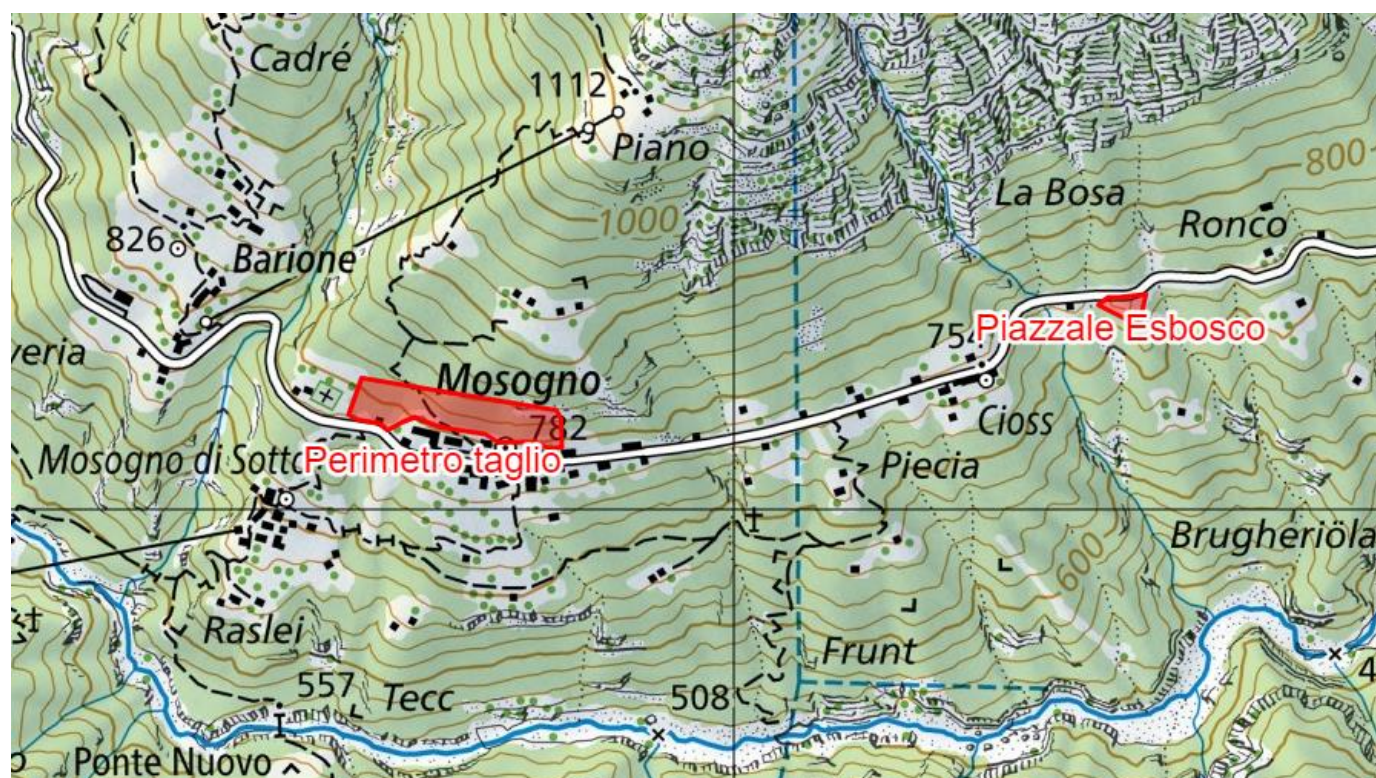 Cadré
1112
Piano
800
La Bosa
1000
Ronco
826
Barione
Piazzale Esbosco
veria
Mosogno
782
Cioss
Mosogno di Sotto
Perimetro taglio
Piecia
Brugheriöla
600
Raslei
Frunt
557
Tecc
508
4
Ponte Nuovo